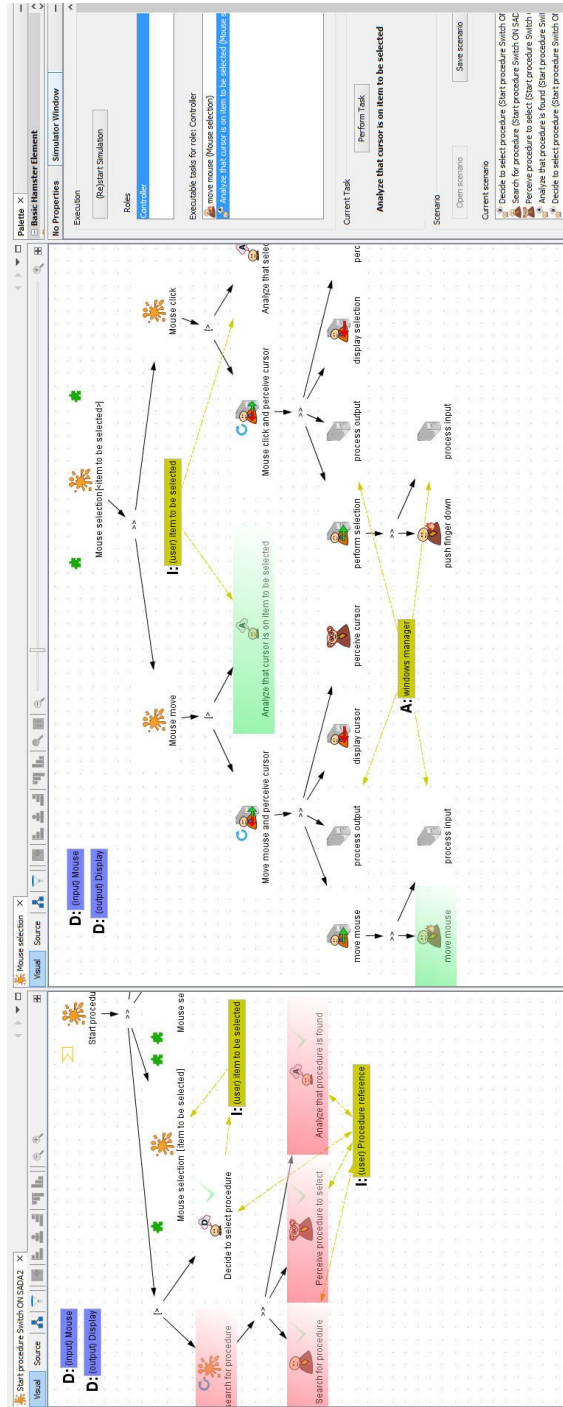 Start procedure Switch ON SADA2
Visual
Source
D: (input) Mouse
D: (output) Display
Start procedu
>>
[>
Mouse selection [item to be selected]
Mouse se
Search for procedure
Decide to select procedure
I: (user) item to be selected
>>
Search for procedure
Perceive procedure to select
Analyze that procedure is found
I: (user) Procedure reference
Mouse selection
Visual
Source
D: (input) Mouse
D: (output) Display
Mouse selection[<item to be selected>]
>>
Mouse move
I: (user) item to be selected
Mouse click
[>
[>
Move mouse and perceive cursor
Analyze that cursor is on item to be selected
Mouse click and perceive cursor
Analyze that selec
>>
>>
move mouse
process output
display cursor
perceive cursor
perform selection
process output
display selection
perc
>>
>>
A: windows manager
move mouse
process input
push finger down
process input
Palette
Basic Hamster Element
No Properties
Simulator Window
Execution
(Re)start Simulation
Roles
Controller
Executable tasks for role: Controller
move mouse (Mouse selection)
Analyze that cursor is on item to be selected (Mouse s
Current Task
Perform Task
Analyze that cursor is on item to be selected
Scenario
Open scenario
Save scenario
Current scenario
Decide to select procedure (Start procedure Switch Of
Search for procedure (Start procedure Switch ON SAD
Perceive procedure to select (Start procedure Switch O
Analyze that procedure is found (Start procedure Swit
Decide to select procedure (Start procedure Switch Of